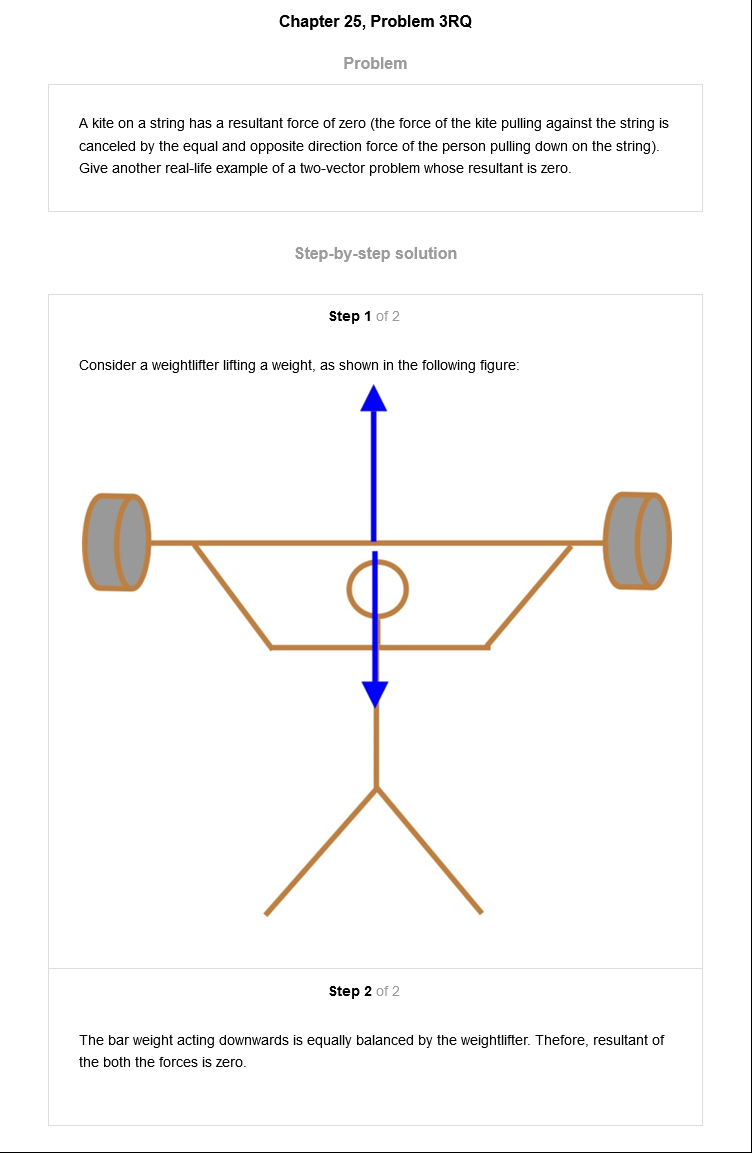 Chapter 25, Problem 3RQ
Problem
A kite on a string has a resultant force of zero (the force of the kite pulling against the string is
canceled by the equal and opposite direction force of the person pulling down on the string).
Give another real-life example of a two-vector problem whose resultant is zero.
Step-by-step solution
Step 1 of 2
Consider a weightlifter lifting a weight, as shown in the following figure:
Step 2 of 2
The bar weight acting downwards is equally balanced by the weightlifter. Thefore, resultant of
the both the forces is zero.